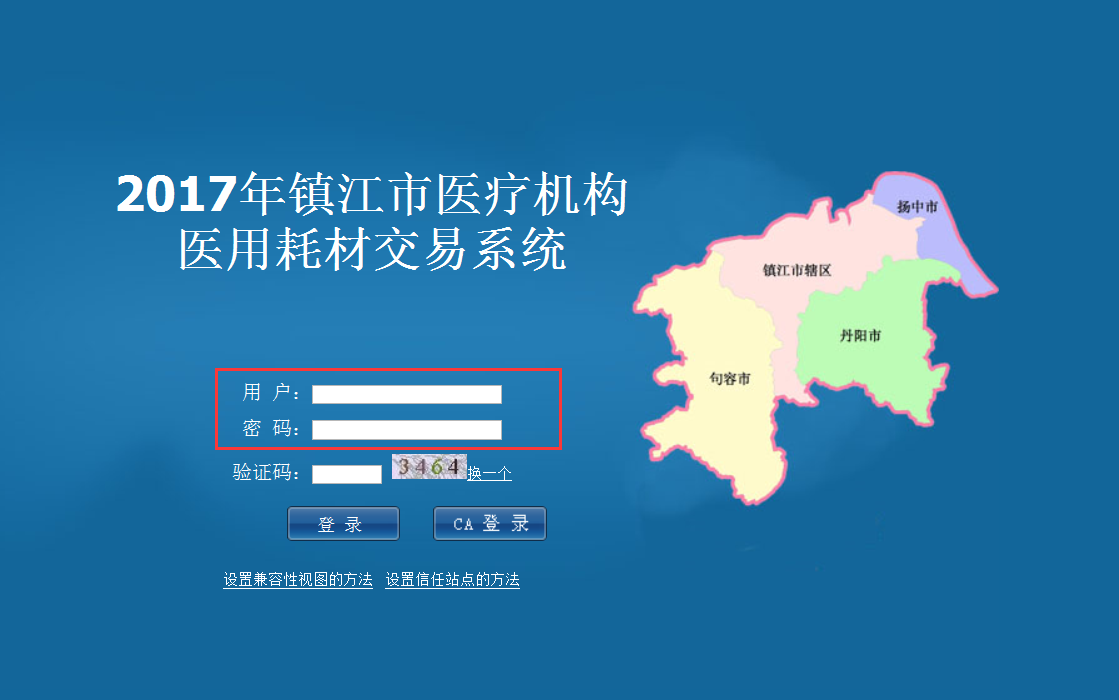 2017年镇江市医疗机构
医用耗材交易系统
扬中市
镇江市辖区
丹阳市
句容市
用 户：
密 码：
验证码： 3464 换一个
登 录 CA 登 录
设置兼容性视图的方法 设置信任站点的方法